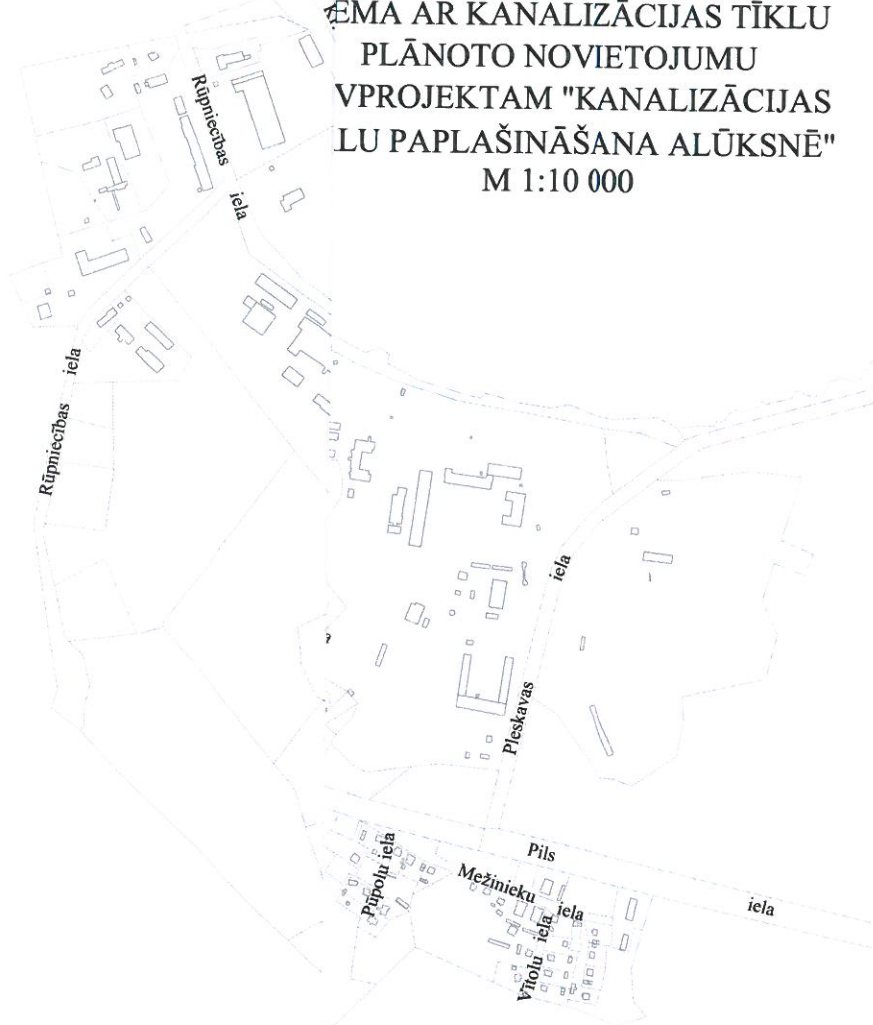 EMA AR KANALIZĀCIJAS TĪKLU
PLĀNOTO NOVIETOJUMU
VPROJEKTAM "KANALIZĀCIJAS
LU PAPLAŠINĀŠANA ALŪKSNĒ"
M 1:10 000
Rūpniecības
iela
Rūpniecības
iela
iela
Pleskavas
Pils
iela
Pūpolu iela
Mežinieku
iela
Vītolu iela